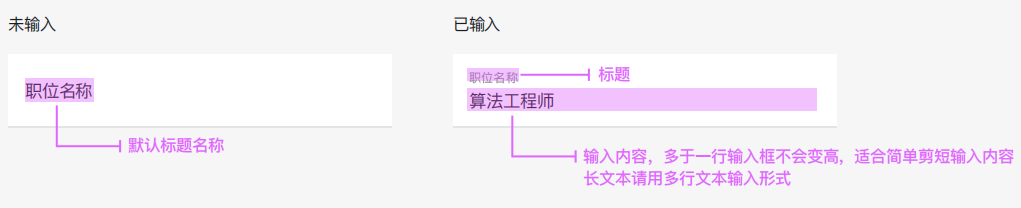 未输入
已输入
职位名称
默认标题名称
职位名称
标题
算法工程师
输入内容，多于一行输入框不会变高，适合简单剪短输入内容
长文本请用多行文本输入形式